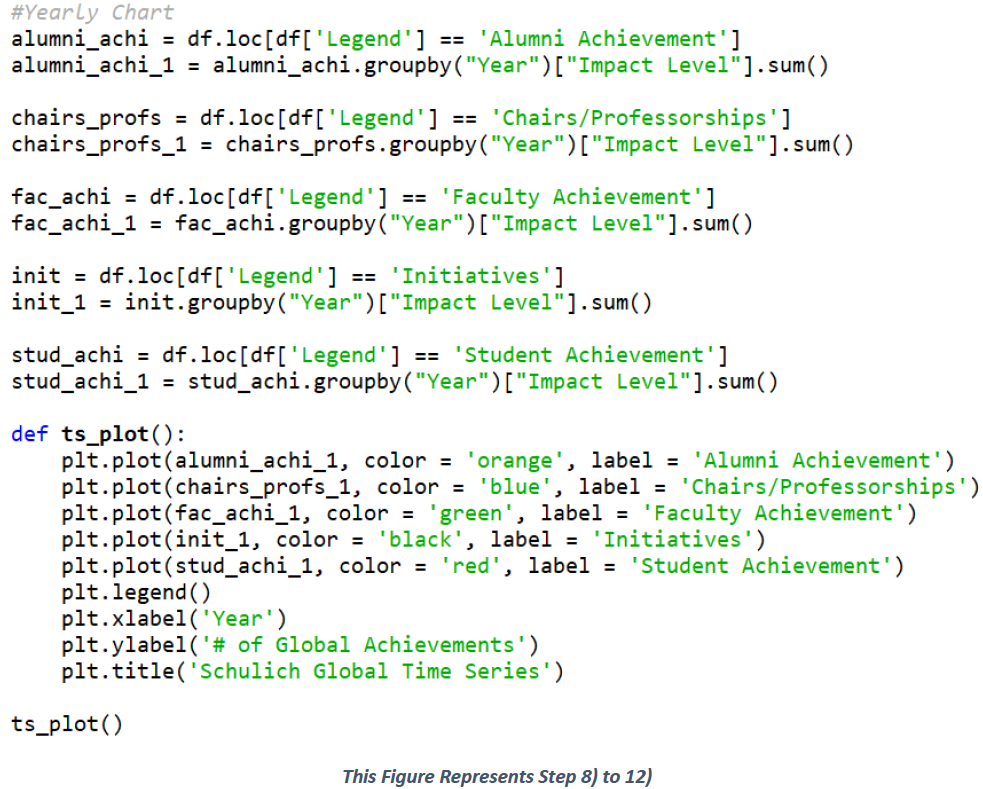 #Yearly Chart
alumni_achi = df.loc[df['Legend'] == 'Alumni Achievement']
alumni_achi_1 = alumni_achi.groupby("Year")["Impact Level"].sum()

chairs_profs = df.loc[df['Legend'] == 'Chairs/Professorships']
chairs_profs_1 = chairs_profs.groupby("Year")["Impact Level"].sum()

fac_achi = df.loc[df['Legend'] == 'Faculty Achievement']
fac_achi_1 = fac_achi.groupby("Year")["Impact Level"].sum()

init = df.loc[df['Legend'] == 'Initiatives']
init_1 = init.groupby("Year")["Impact Level"].sum()

stud_achi = df.loc[df['Legend'] == 'Student Achievement']
stud_achi_1 = stud_achi.groupby("Year")["Impact Level"].sum()

def ts_plot():
    plt.plot(alumni_achi_1, color = 'orange', label = 'Alumni Achievement')
    plt.plot(chairs_profs_1, color = 'blue', label = 'Chairs/Professorships')
    plt.plot(fac_achi_1, color = 'green', label = 'Faculty Achievement')
    plt.plot(init_1, color = 'black', label = 'Initiatives')
    plt.plot(stud_achi_1, color = 'red', label = 'Student Achievement')
    plt.legend()
    plt.xlabel('Year')
    plt.ylabel('# of Global Achievements')
    plt.title('Schulich Global Time Series')

ts_plot()

This Figure Represents Step 8) to 12)